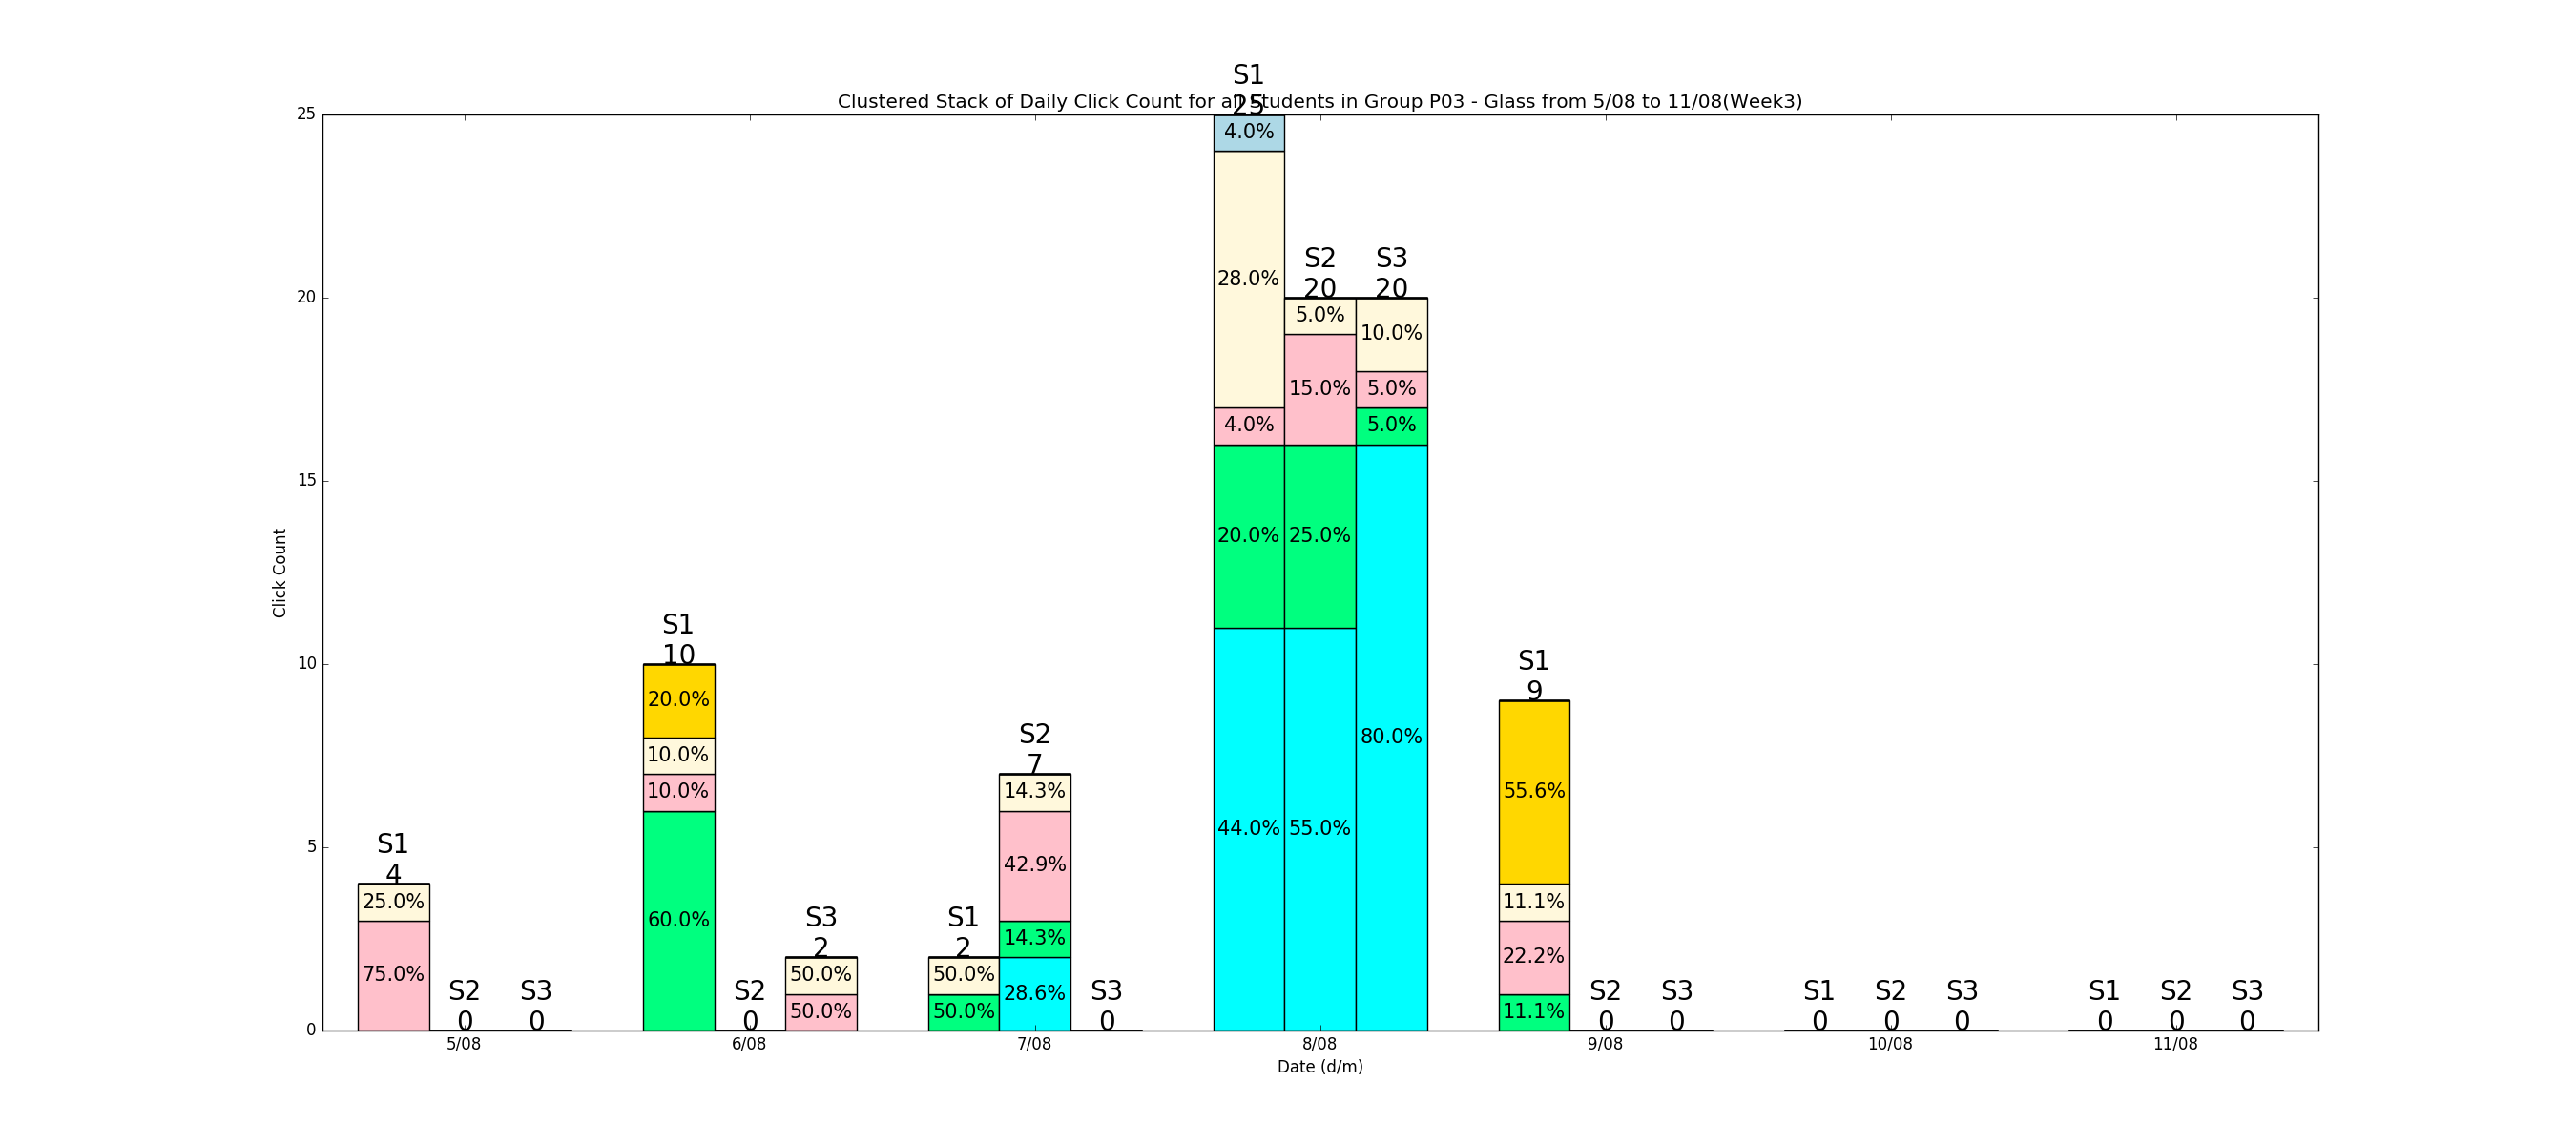 S1
25
Clustered Stack of Daily Click Count for all Students in Group P03 - Glass from 5/08 to 11/08(Week3)
25
20
15
10
5
0
Click Count
S1
4
25.0%
75.0%
S2
0
S3
0
S1
10
20.0%
10.0%
10.0%
60.0%
S2
0
S3
2
50.0%
50.0%
S1
2
50.0%
50.0%
S2
7
14.3%
42.9%
14.3%
28.6%
S3
0
4.0%
28.0%
4.0%
20.0%
44.0%
S2
20
5.0%
15.0%
25.0%
55.0%
S3
20
10.0%
5.0%
5.0%
80.0%
S1
9
55.6%
11.1%
22.2%
11.1%
S2
0
S3
0
S1
0
S2
0
S3
0
S1
0
S2
0
S3
0
5/08 6/08 7/08 8/08 9/08 10/08 11/08
Date (d/m)